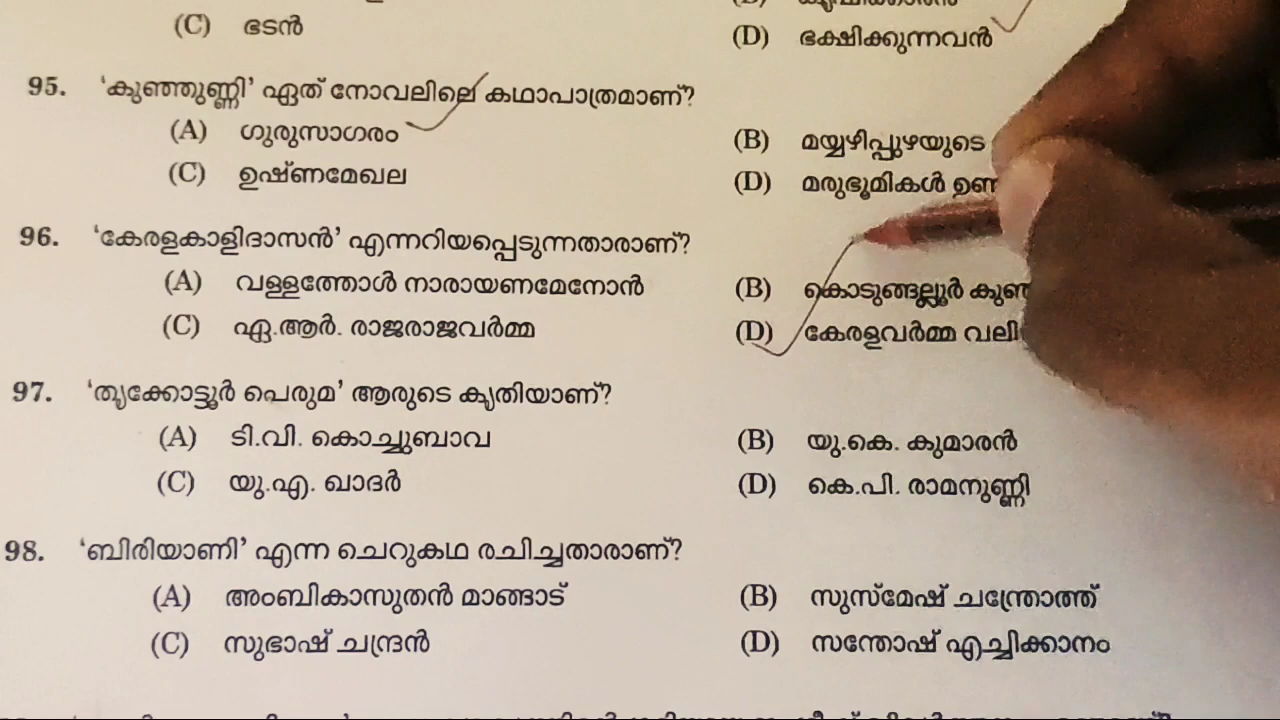 (C) ഭടൻ (D) ഭക്ഷിക്കുന്നവൻ
95. 'കുഞ്ഞുണ്ണി' ഏത് നോവലിലെ കഥാപാത്രമാണ്?
(A) ഗുരുസാഗരം (B) മയ്യഴിപ്പുഴയുടെ
(C) ഉഷ്ണമേഖല (D) മരുഭൂമികൾ
96. 'കേരളകാളിദാസൻ' എന്നറിയപ്പെടുന്നതാരാണ്?
(A) വള്ളത്തോൾ നാരായണമേനോൻ (B) കൊടുങ്ങല്ലൂർ
(C) ഏ.ആർ. രാജരാജവർമ്മ (D) കേരളവർമ്മ
97. 'തൃക്കോട്ടൂർ പെരുമ' ആരുടെ കൃതിയാണ്?
(A) ടി.വി. കൊച്ചുബാവ (B) യു.കെ. കുമാരൻ
(C) യു.എ. ഖാദർ (D) കെ.പി. രാമനുണ്ണി
98. 'ബിരിയാണി' എന്ന ചെറുകഥ രചിച്ചതാരാണ്?
(A) അംബികാസുതൻ മാങ്ങാട് (B) സുസ്മേഷ് ചന്ത്രോത്ത്
(C) സുഭാഷ് ചന്ദ്രൻ (D) സന്തോഷ് എച്ചിക്കാനം